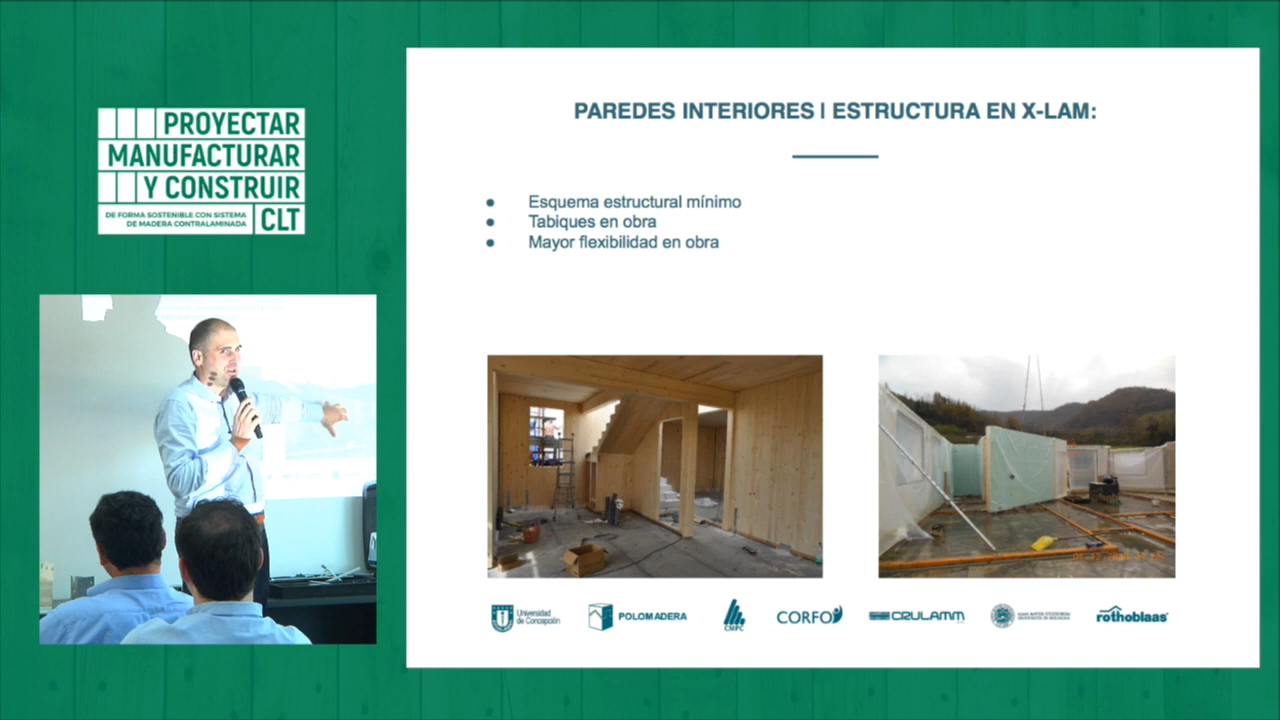 PROYECTAR
MANUFACTURAR
Y CONSTRUIR
DE FORMA SOSTENIBLE CON SISTEMA
DE MADERA CONTRALAMINADA
CLT
PAREDES INTERIORES | ESTRUCTURA EN X-LAM:
● Esquema estructural mínimo
● Tabiques en obra
● Mayor flexibilidad en obra
Universidad
de Concepción
POLOMADERA
CMPC
CORFO
CRULAMM
rothoblaas